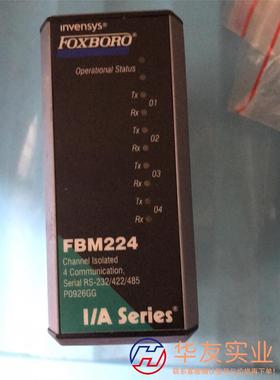 invensys®
FOXBORO®
Operational Status
Tx
01
Rx
Tx
02
Rx
Tx
03
Rx
Tx
04
Rx
FBM224
Channel Isolated
4 Communication,
Serial RS-232/422/485
P0926GG
I/A Series®
华友实业